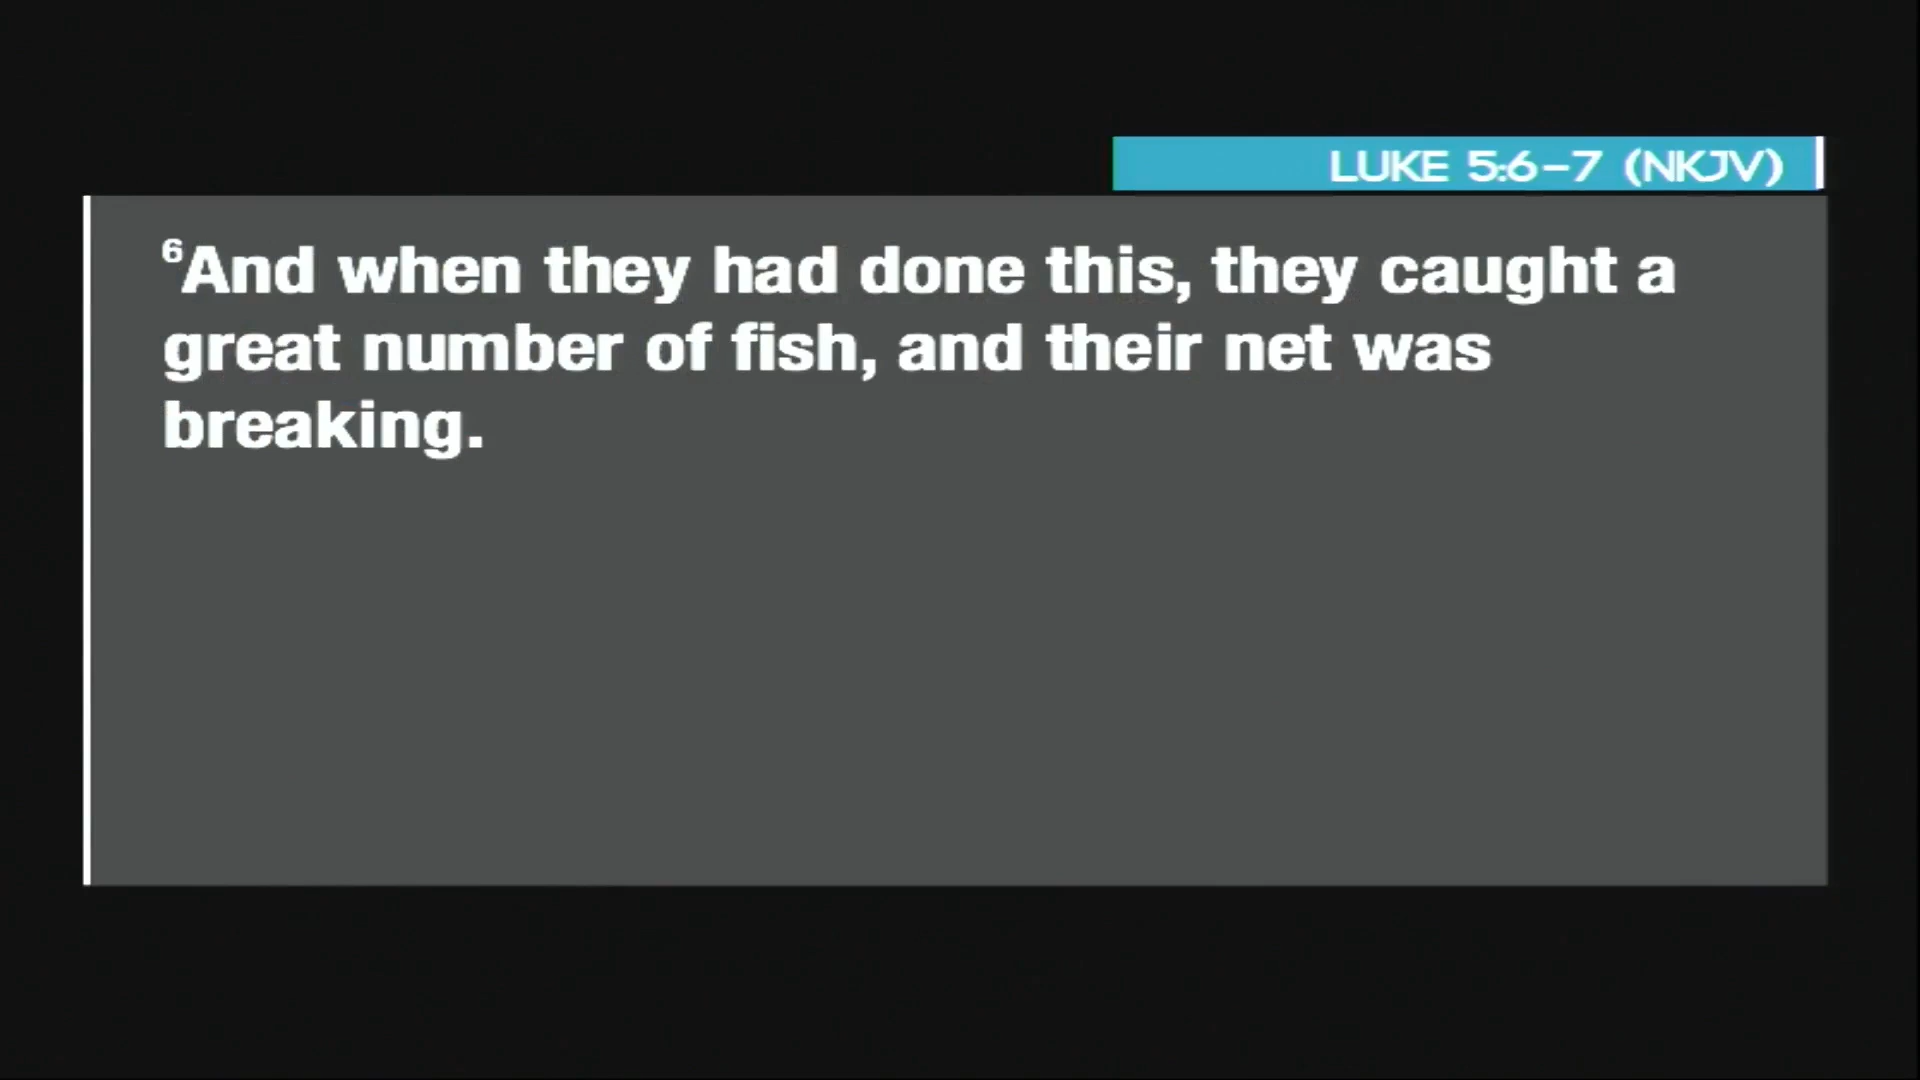 LUKE 5:6-7 (NKJV)
⁶And when they had done this, they caught a
great number of fish, and their net was
breaking.